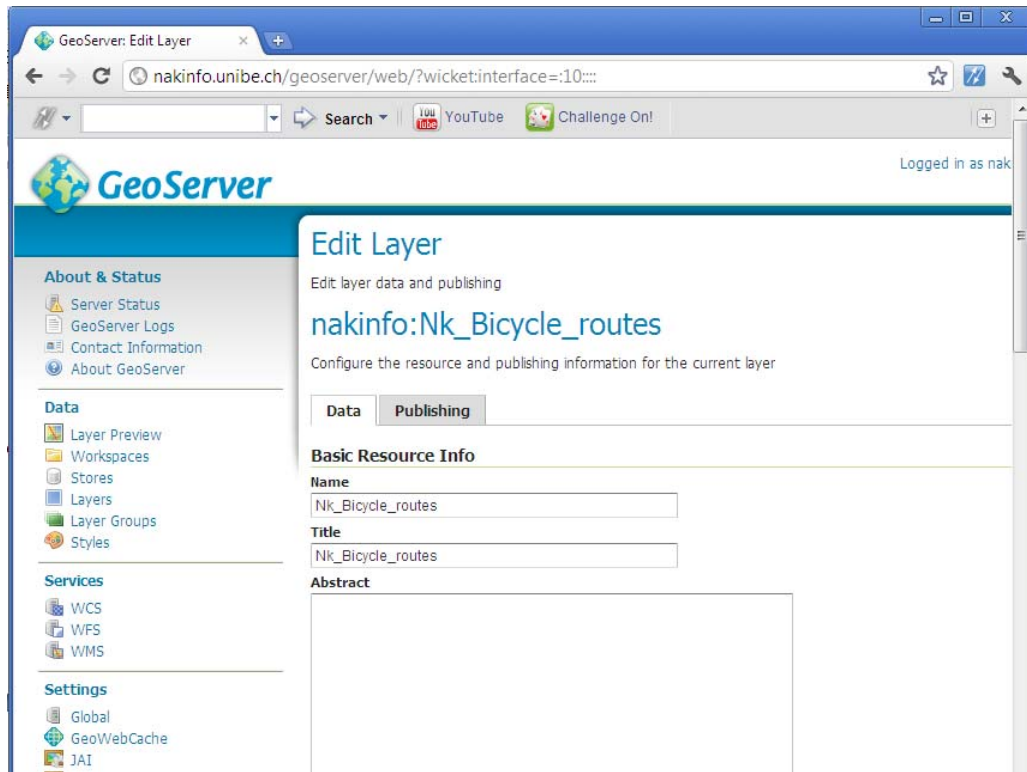 GeoServer: Edit Layer
nakinfo.unibe.ch/geoserver/web/?wicket:interface=:10::::
Search
You Tube
YouTube
Challenge On!
GeoServer
Logged in as nak
Edit Layer
Edit layer data and publishing
nakinfo:Nk_Bicycle_routes
Configure the resource and publishing information for the current layer
Data
Publishing
Basic Resource Info
Name
Nk_Bicycle_routes
Title
Nk_Bicycle_routes
Abstract
About & Status
Server Status
GeoServer Logs
Contact Information
About GeoServer
Data
Layer Preview
Workspaces
Stores
Layers
Layer Groups
Styles
Services
WCS
WFS
WMS
Settings
Global
GeoWebCache
JAI